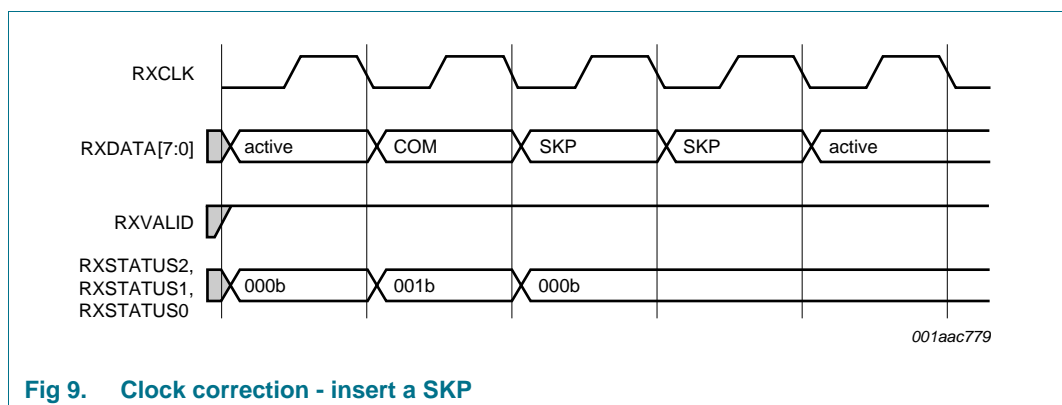 RXCLK
RXDATA[7:0]
active
COM
SKP
SKP
active
RXVALID
RXSTATUS2,
RXSTATUS1,
RXSTATUS0
000b
001b
000b
001aac779
Fig 9. Clock correction - insert a SKP